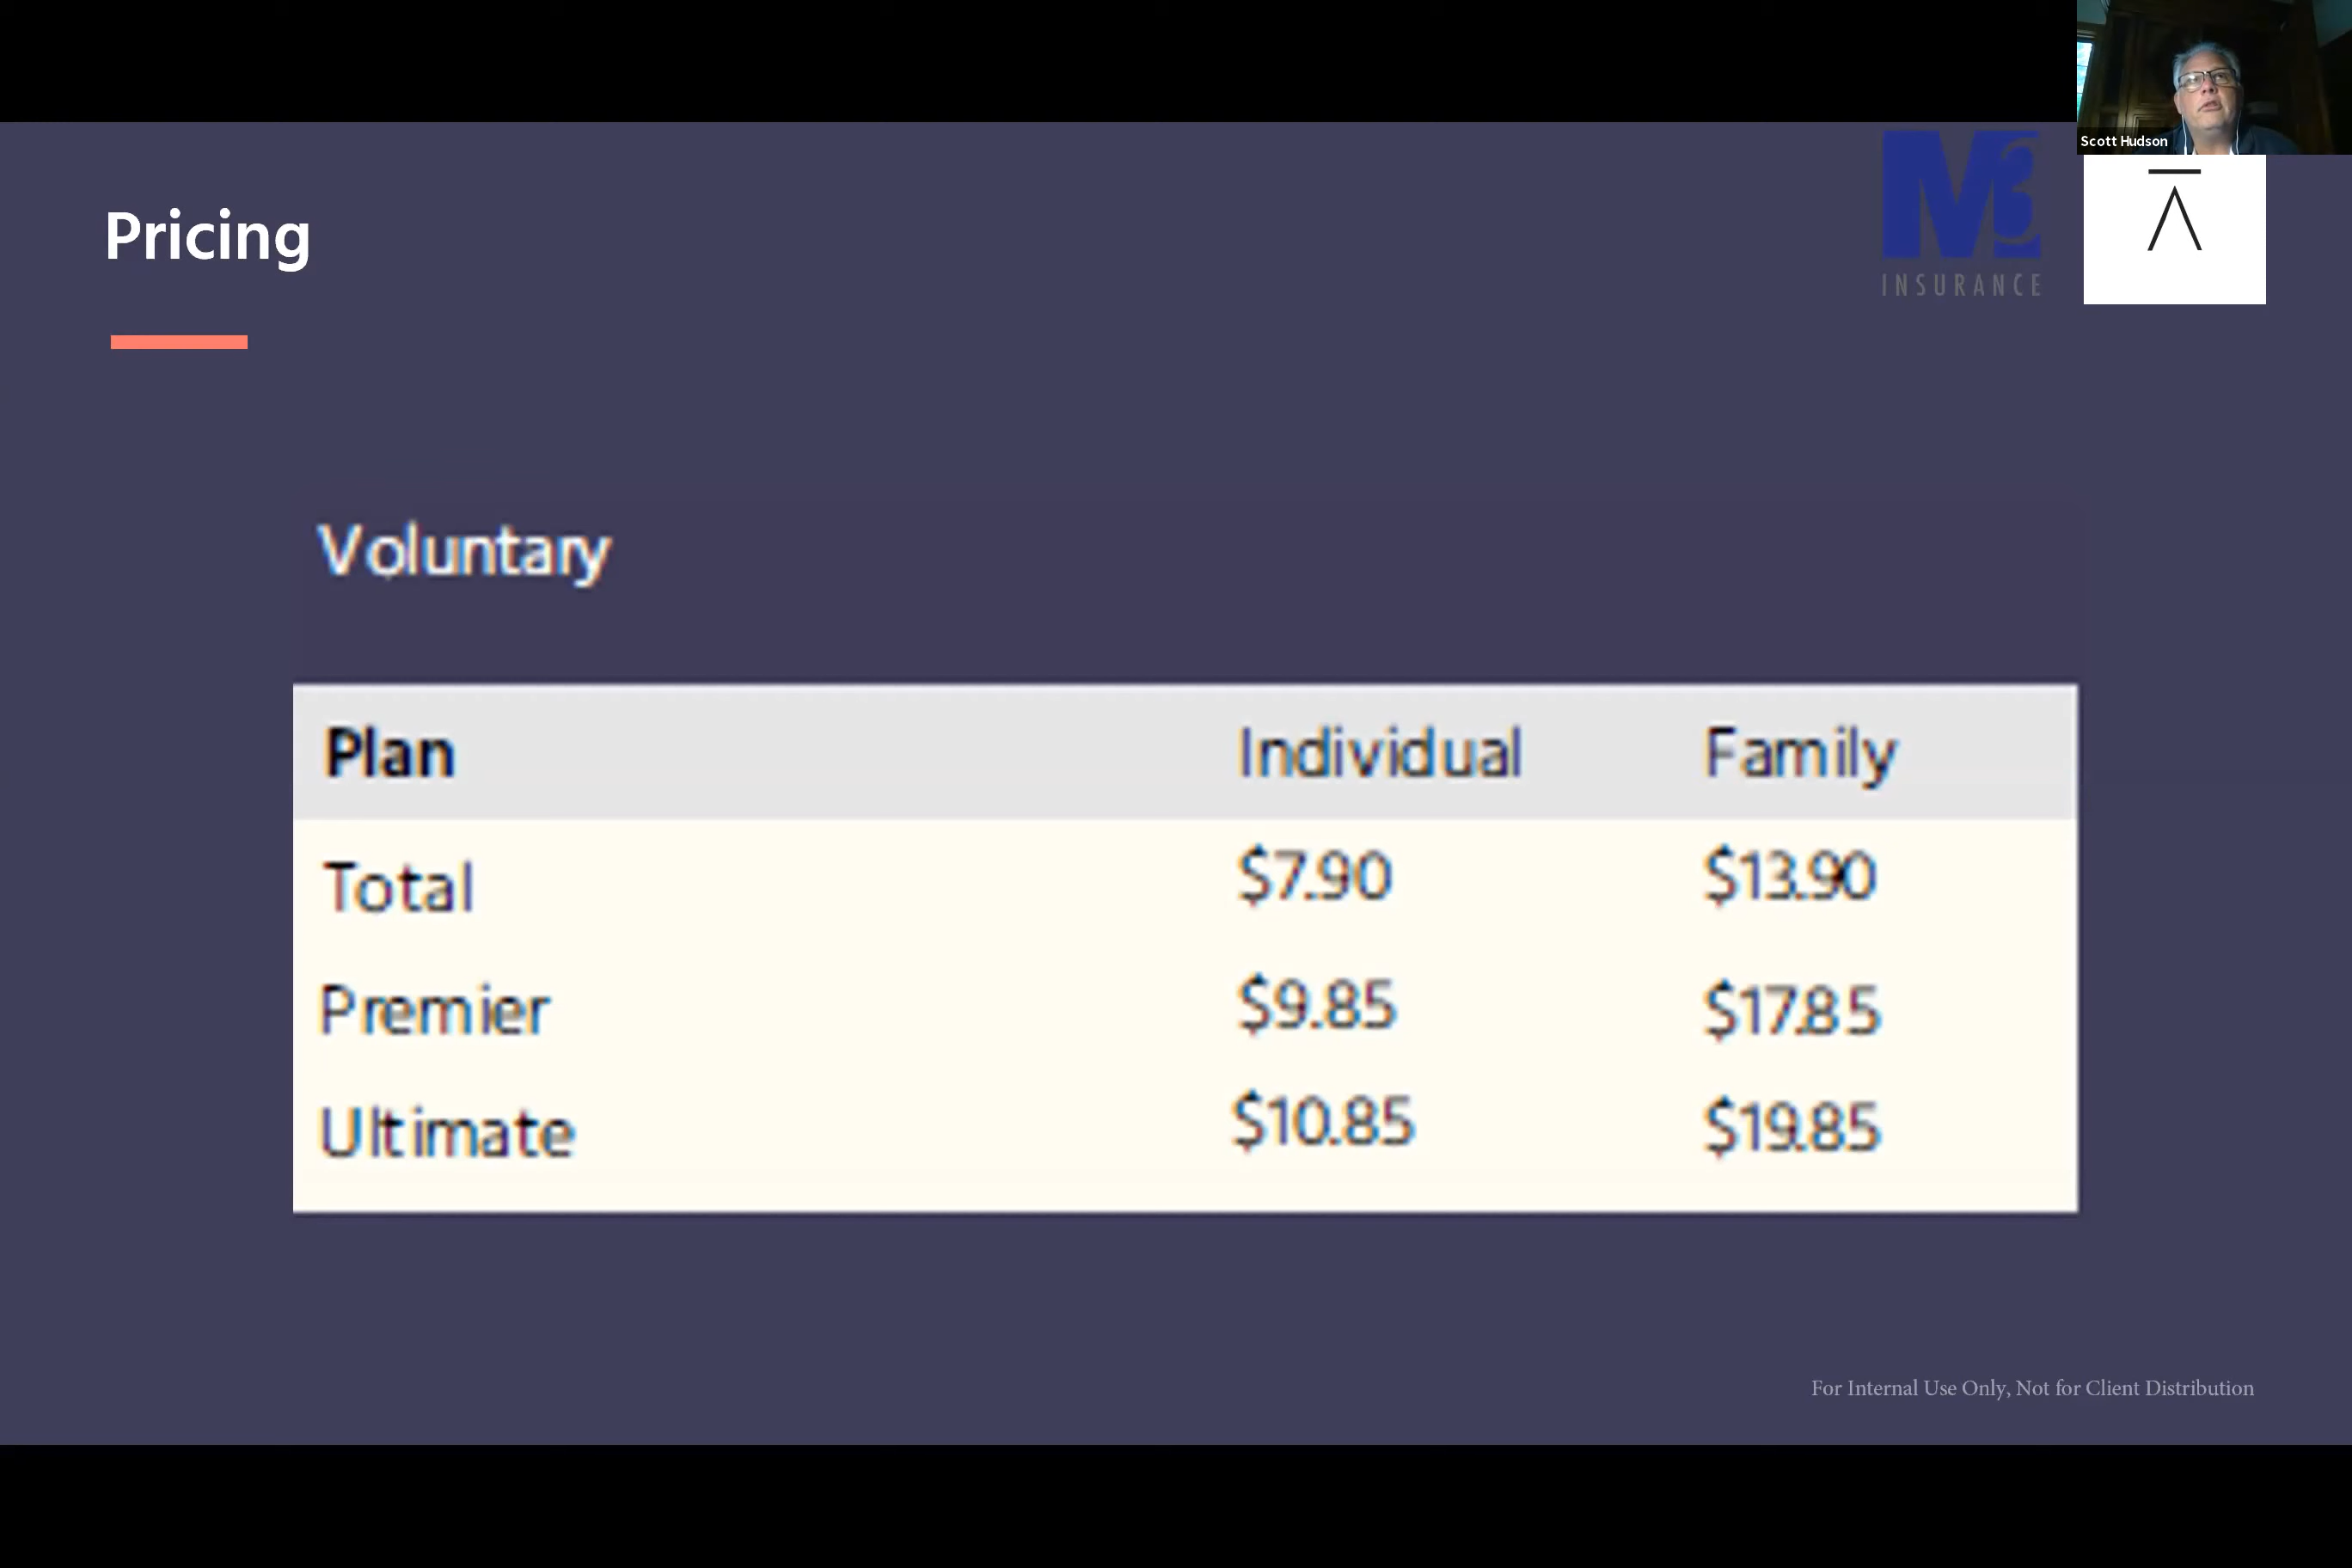 Scott Hudson
M3
INSURANCE
Pricing
Voluntary
Plan Individual Family
Total $7.90 $13.90
Premier $9.85 $17.85
Ultimate $10.85 $19.85
For Internal Use Only, Not for Client Distribution